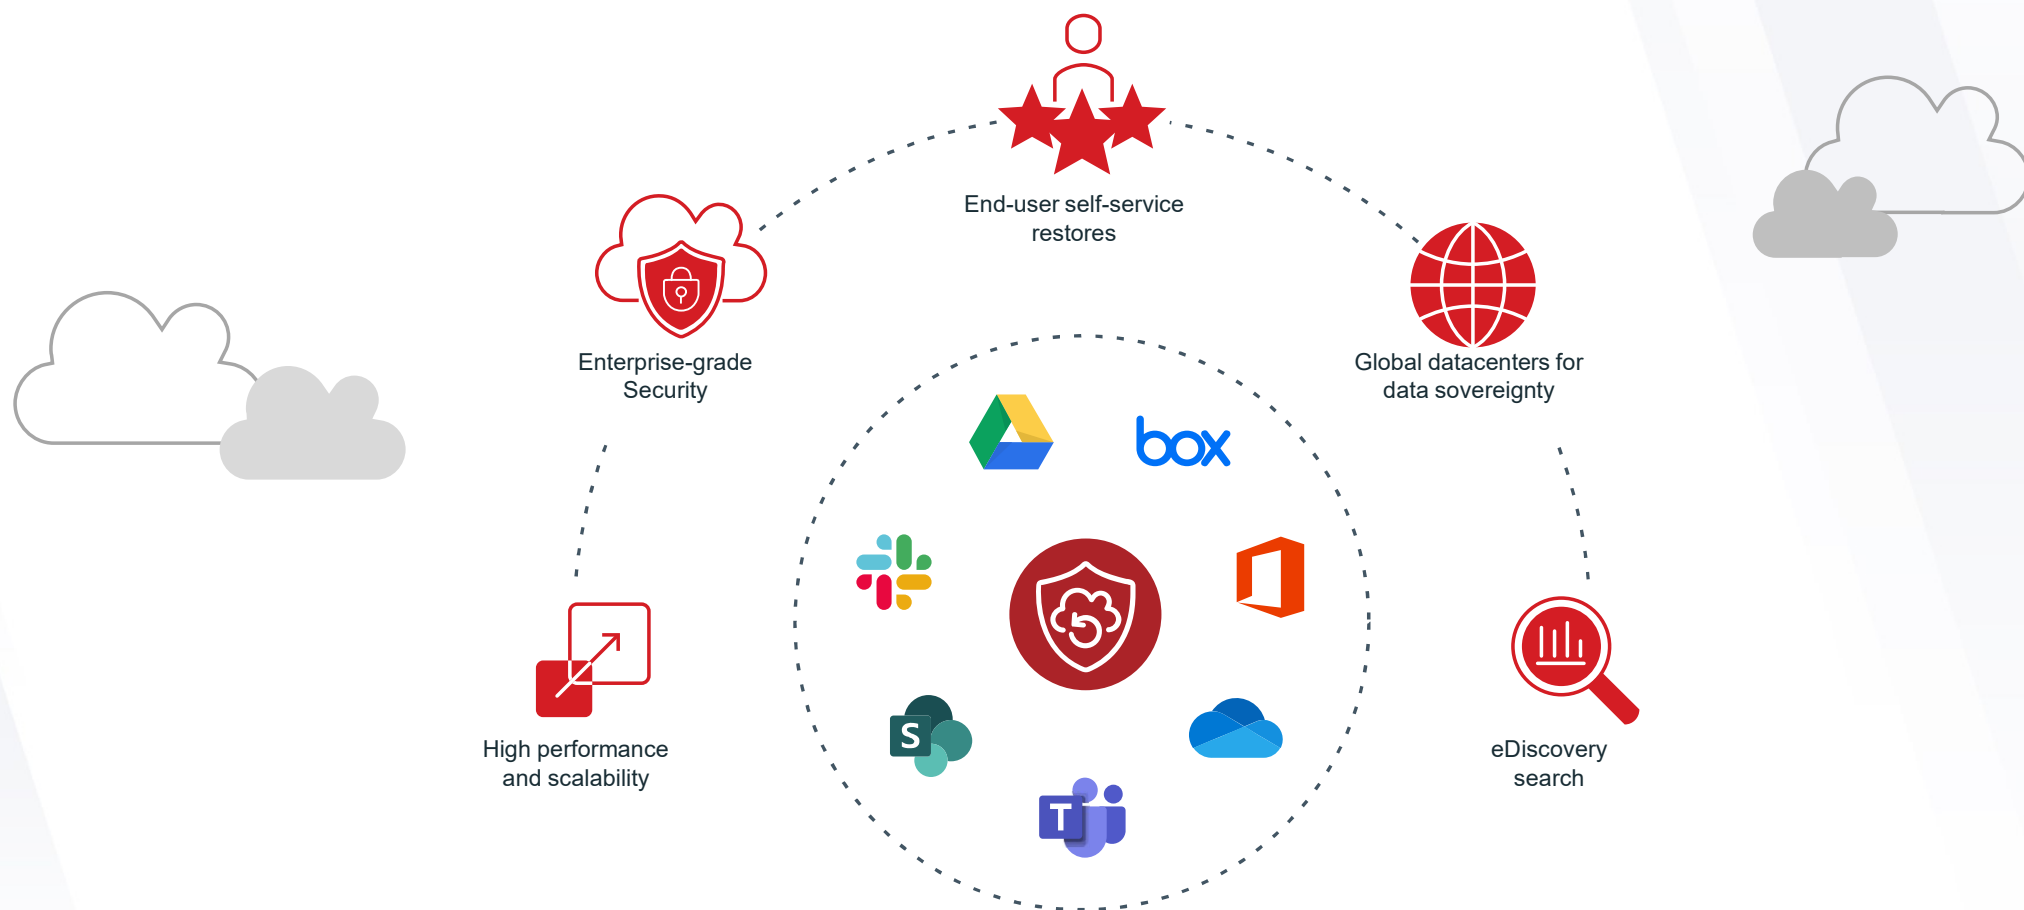 End-user self-service
restores
Enterprise-grade
Security
Global datacenters for
data sovereignty
box
S
High performance
and scalability
eDiscovery
search
T